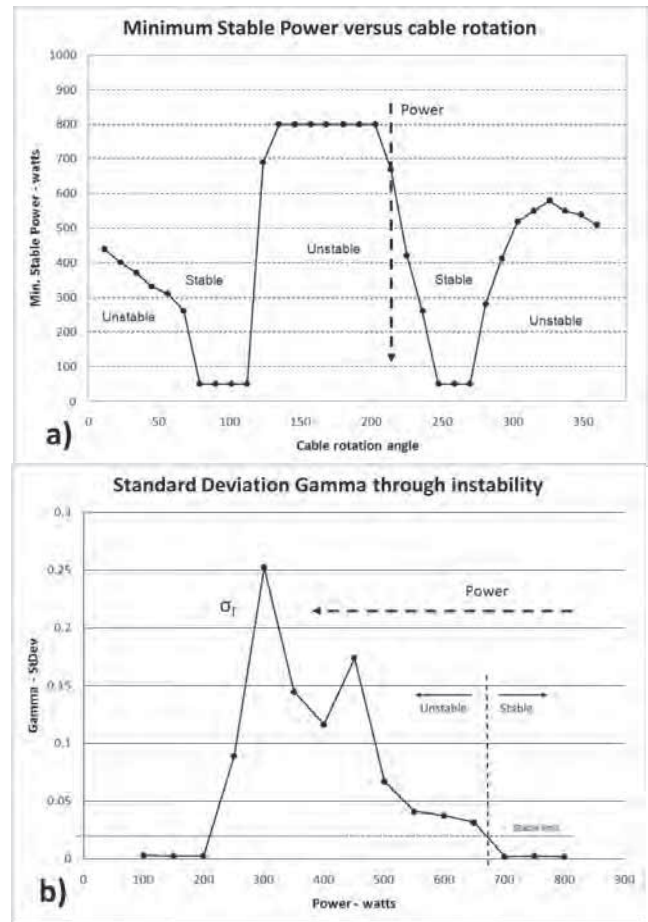 Minimum Stable Power versus cable rotation
1000
900
800
700
600
500
400
300
200
100
0
Min. Stable Power - watts
Power
Unstable
Stable
Unstable
Stable
Unstable
0 50 100 150 200 250 300 350
Cable rotation angle
a)
Standard Deviation Gamma through instability
0.3
0.25
0.2
0.15
0.1
0.05
0
Gamma - StDev
σΓ
Power
Unstable
Stable
Stable limit
0 100 200 300 400 500 600 700 800 900
Power - watts
b)